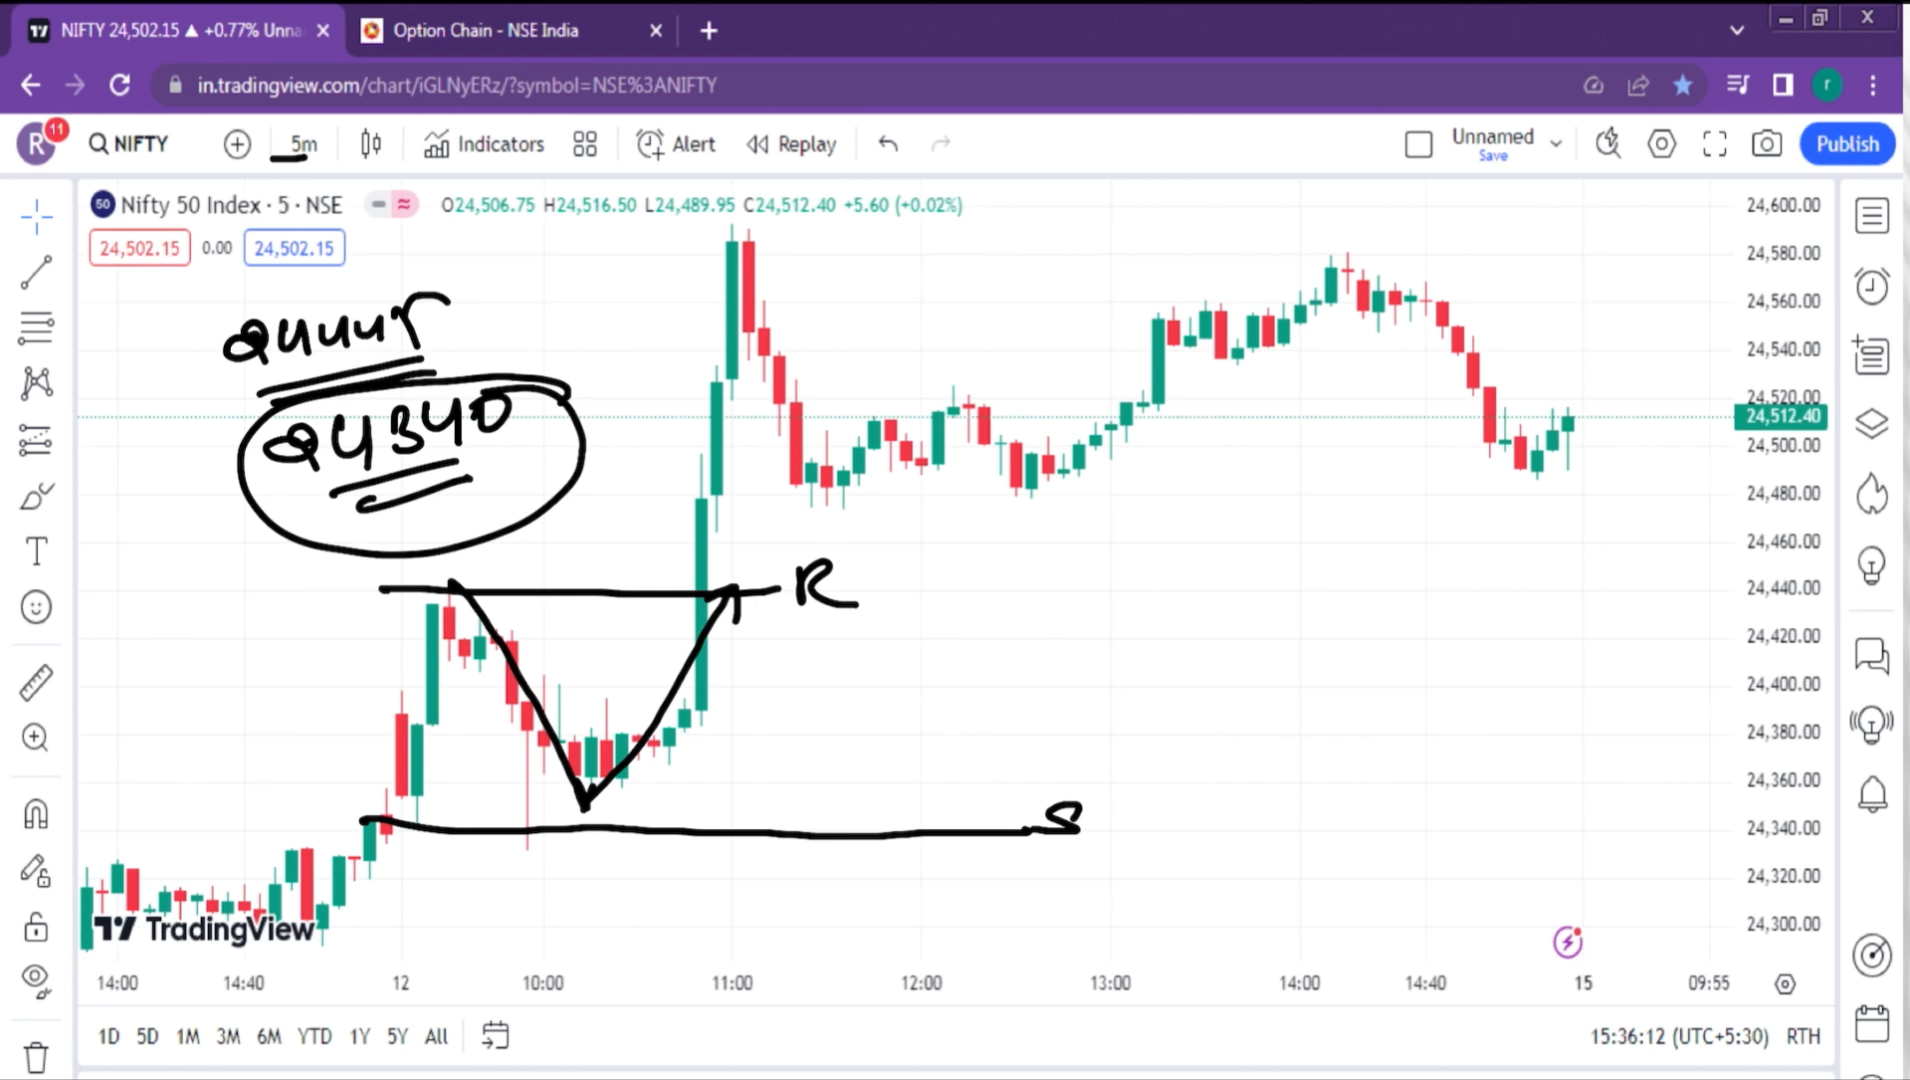 NIFTY 24,502.15 ▲ +0.77% Unna
Option Chain - NSE India
in.tradingview.com/chart/iGLNyERz/?symbol=NSE%3ANIFTY
R 11 NIFTY 5m Indicators Alert Replay Unnamed Save Publish
50 Nifty 50 Index · 5 · NSE O24,506.75 H24,516.50 L24,489.95 C24,512.40 +5.60 (+0.02%)
24,502.15 0.00 24,502.15
24445
24340
R
S
24,600.00
24,580.00
24,560.00
24,540.00
24,520.00
24,512.40
24,500.00
24,480.00
24,460.00
24,440.00
24,420.00
24,400.00
24,380.00
24,360.00
24,340.00
24,320.00
24,300.00
TradingView
14:00 14:40 12 10:00 11:00 12:00 13:00 14:00 14:40 15 09:55
1D 5D 1M 3M 6M YTD 1Y 5Y All 15:36:12 (UTC+5:30) RTH